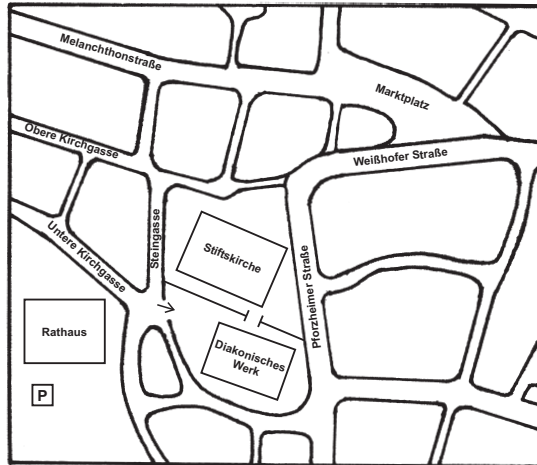 Melanchthonstraße
Marktplatz
Obere Kirchgasse
Weißhofer Straße
Untere Kirchgasse
Steingasse
Stiftskirche
Pforzheimer Straße
Rathaus
Diakonisches
Werk
P